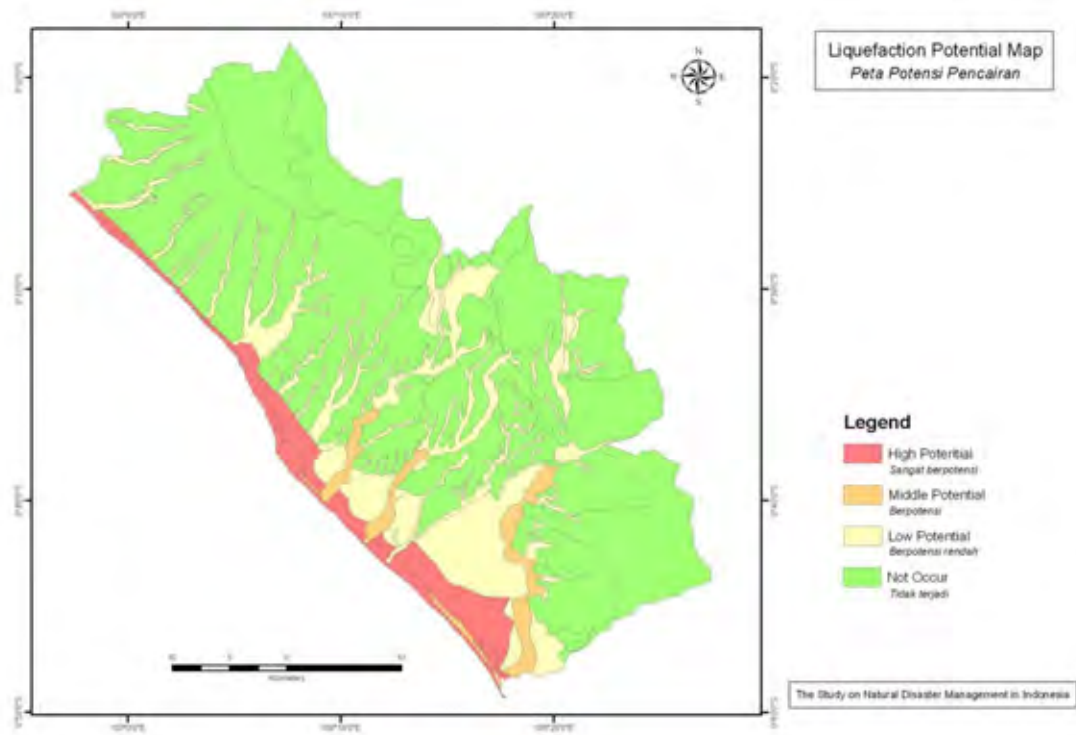 Liquefaction Potential Map
Peta Potensi Pencairan
N
S
Legend
High Potential
Sangat berpotensi
Middle Potential
Berpotensi
Low Potential
Berpotensi rendah
Not Occur
Tidak terjadi
Kilometers
The Study on Natural Disaster Management in Indonesia